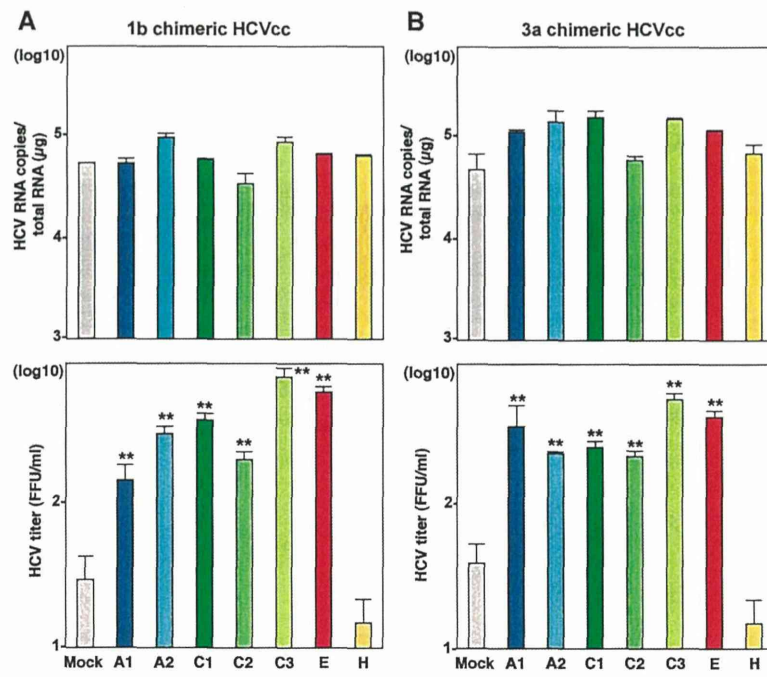 A
1b chimeric HCVcc
(log10)
HCV RNA copies/
total RNA (µg)
5
4
3
(log10)
HCV titer (FFU/ml)
2
1
**
**
**
**
**
**
Mock A1 A2 C1 C2 C3 E H
B
3a chimeric HCVcc
(log10)
HCV RNA copies/
total RNA (µg)
5
4
3
(log10)
HCV titer (FFU/ml)
2
1
**
**
**
**
**
**
Mock A1 A2 C1 C2 C3 E H